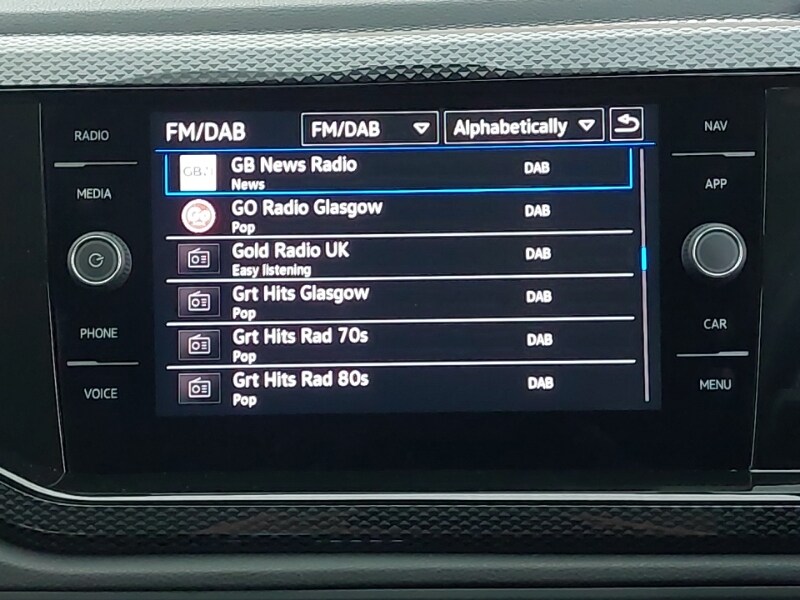 RADIO
MEDIA
PHONE
VOICE
FM/DAB
FM/DAB
Alphabetically
GB News Radio
DAB
News
GO Radio Glasgow
DAB
Pop
Go
Gold Radio UK
DAB
Easy listening
Grt Hits Glasgow
DAB
Pop
Grt Hits Rad 70s
DAB
Pop
Grt Hits Rad 80s
DAB
Pop
NAV
APP
CAR
MENU